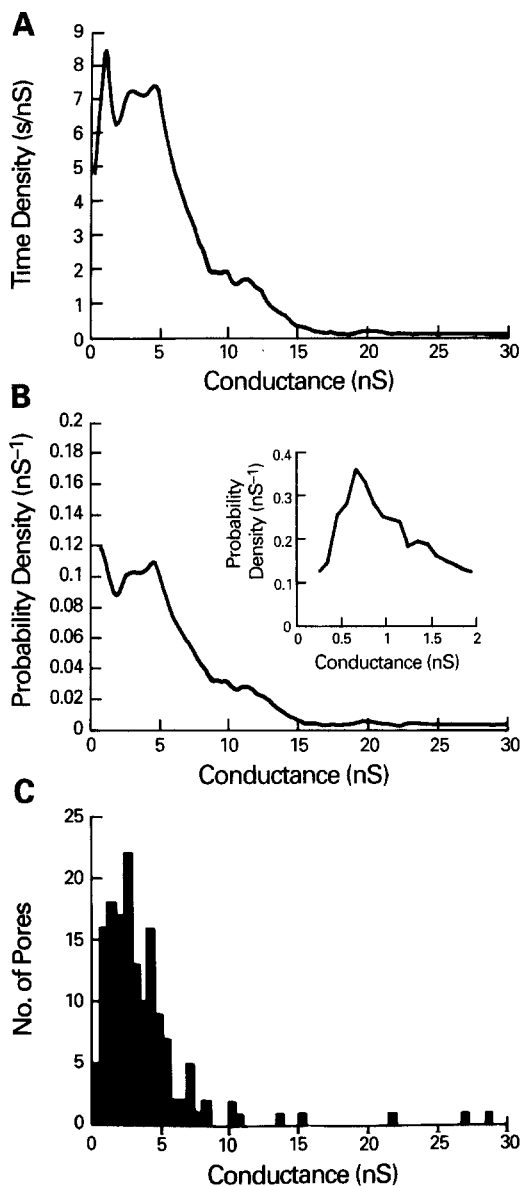 A
9
8
7
6
5
4
3
2
1
0
Time Density (s/nS)
0 5 10 15 20 25 30
Conductance (nS)
B
0.2
0.18
0.16
0.14
0.12
0.1
0.08
0.06
0.04
0.02
0
Probability Density (nS⁻¹)
0 5 10 15 20 25 30
Conductance (nS)
0.4
0.3
0.2
0.1
0
Probability
Density (nS⁻¹)
0 0.5 1 1.5 2
Conductance (nS)
C
25
20
15
10
5
0
No. of Pores
0 5 10 15 20 25 30
Conductance (nS)